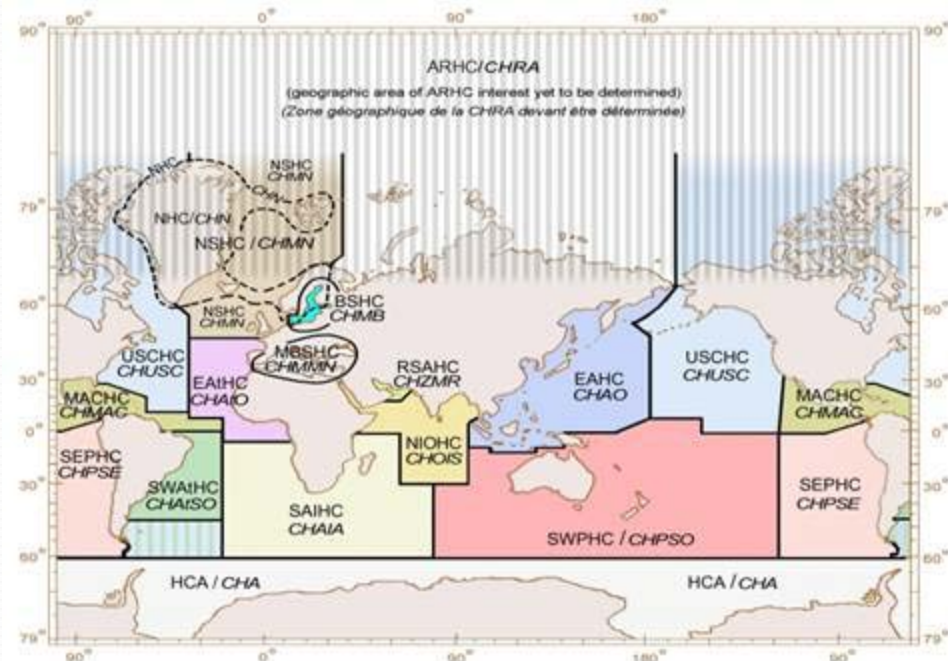 90° 0° 90° 180° 90°
90° 90°
ARHC/CHRA
(geographic area of ARHC interest yet to be determined)
(Zone géographique de la CHRA devant être déterminée)
NHC
NSHC
CHMN
CHN
79° 79°
NHC/CHN
NSHC / CHMN
60° 60°
NSHC
CHMN
BSHC
CHMB
USCHC
CHUSC
MBSHC
CHMMN
RSAHC
CHZMR
EAtHC
CHAtO
EAHC
CHAO
USCHC
CHUSC
30° 30°
MACHC
CHMAC
MACHC
CHMAC
0° 0°
NIOHC
CHOIS
SEPHC
CHPSE
SWAtHC
CHAtSO
SEPHC
CHPSE
30° 30°
SAIHC
CHAIA
SWPHC / CHPSO
60° 60°
HCA / CHA HCA / CHA
79° 79°
90° 0° 90° 180° 90°